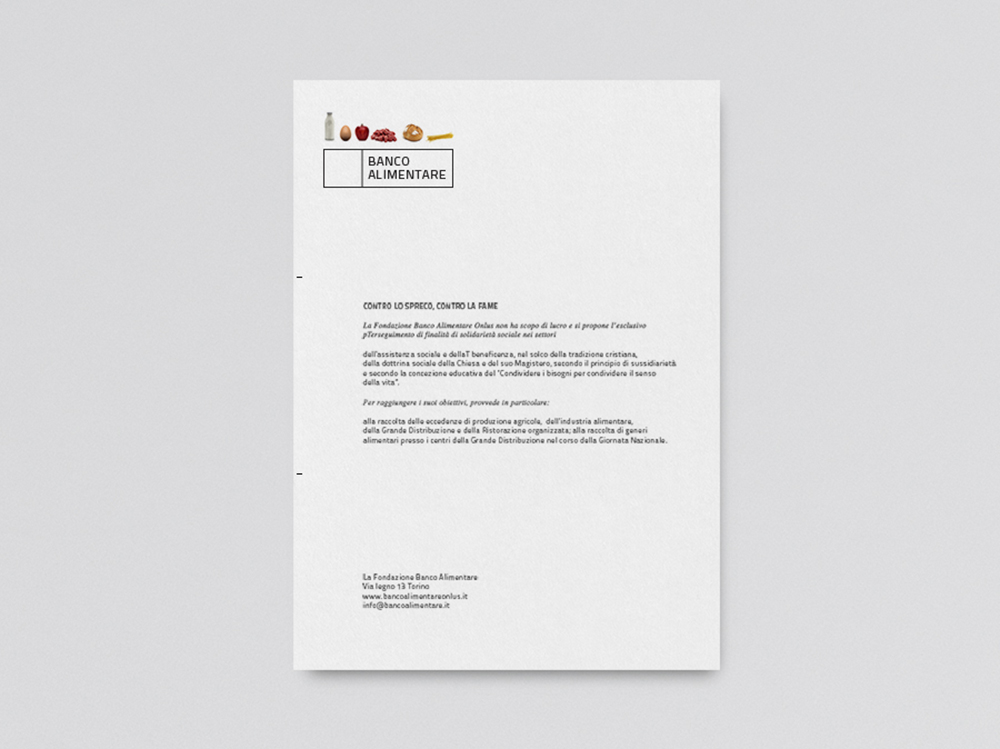 BANCO
ALIMENTARE
CONTRO LO SPRECO, CONTRO LA FAME
La Fondazione Banco Alimentare Onlus non ha scopo di lucro e si propone l'esclusivo
pTerseguimento di finalità di solidarietà sociale nei settori
dell'assistenza sociale e dellaT beneficenza, nel solco della tradizione cristiana,
della dottrina sociale della Chiesa e del suo Magistero, secondo il principio di sussidiarietà
e secondo la concezione educativa del "Condividere i bisogni per condividere il senso
della vita".
Per raggiungere i suoi obiettivi, provvede in particolare:
alla raccolta delle eccedenze di produzione agricola, dell'industria alimentare,
della Grande Distribuzione e della Ristorazione organizzata; alla raccolta di generi
alimentari presso i centri della Grande Distribuzione nel corso della Giornata Nazionale.
La Fondazione Banco Alimentare
Via legno 13 Torino
www.bancoalimentareonlus.it
info@bancoalimentare.it